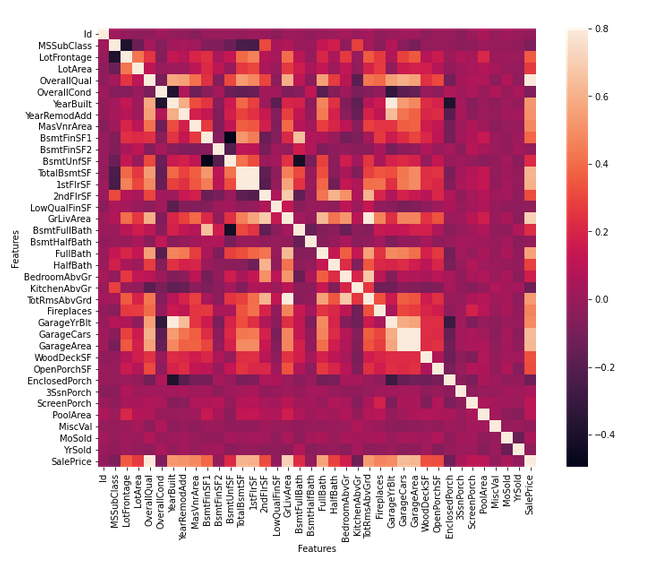 Id
MSSubClass
LotFrontage
LotArea
OverallQual
OverallCond
YearBuilt
YearRemodAdd
MasVnrArea
BsmtFinSF1
BsmtFinSF2
BsmtUnfSF
TotalBsmtSF
1stFlrSF
2ndFlrSF
LowQualFinSF
GrLivArea
BsmtFullBath
BsmtHalfBath
FullBath
HalfBath
BedroomAbvGr
KitchenAbvGr
TotRmsAbvGrd
Fireplaces
GarageYrBlt
GarageCars
GarageArea
WoodDeckSF
OpenPorchSF
EnclosedPorch
3SsnPorch
ScreenPorch
PoolArea
MiscVal
MoSold
YrSold
SalePrice
Features
Id
MSSubClass
LotFrontage
LotArea
OverallQual
OverallCond
YearBuilt
YearRemodAdd
MasVnrArea
BsmtFinSF1
BsmtFinSF2
BsmtUnfSF
TotalBsmtSF
1stFlrSF
2ndFlrSF
LowQualFinSF
GrLivArea
BsmtFullBath
BsmtHalfBath
FullBath
HalfBath
BedroomAbvGr
KitchenAbvGr
TotRmsAbvGrd
Fireplaces
GarageYrBlt
GarageCars
GarageArea
WoodDeckSF
OpenPorchSF
EnclosedPorch
3SsnPorch
ScreenPorch
PoolArea
MiscVal
MoSold
YrSold
SalePrice
Features
0.8
0.6
0.4
0.2
0.0
−0.2
−0.4